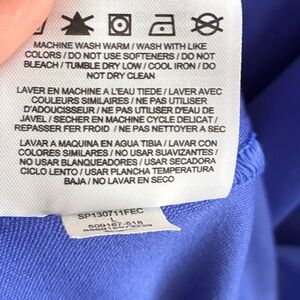 MACHINE WASH WARM / WASH WITH LIKE
COLORS / DO NOT USE SOFTENERS / DO NOT
BLEACH / TUMBLE DRY LOW / COOL IRON / DO
NOT DRY CLEAN
LAVER EN MACHINE A L'EAU TIEDE / LAVER AVEC
COULEURS SIMILAIRES / NE PAS UTILISER
D'ADOUCISSEUR / NE PAS UTILISER D'EAU DE
JAVEL / SECHER EN MACHINE CYCLE DELICAT /
REPASSER FER FROID / NE PAS NETTOYER A SEC
LAVAR A MAQUINA EN AGUA TIBIA / LAVAR CON
COLORES SIMILARES / NO USAR SUAVIZANTES /
NO USAR BLANQUEADORES / USAR SECADORA
CICLO LENTO / USAR PLANCHA TEMPERATURA
BAJA / NO LAVAR EN SECO
SP130711FEC
L